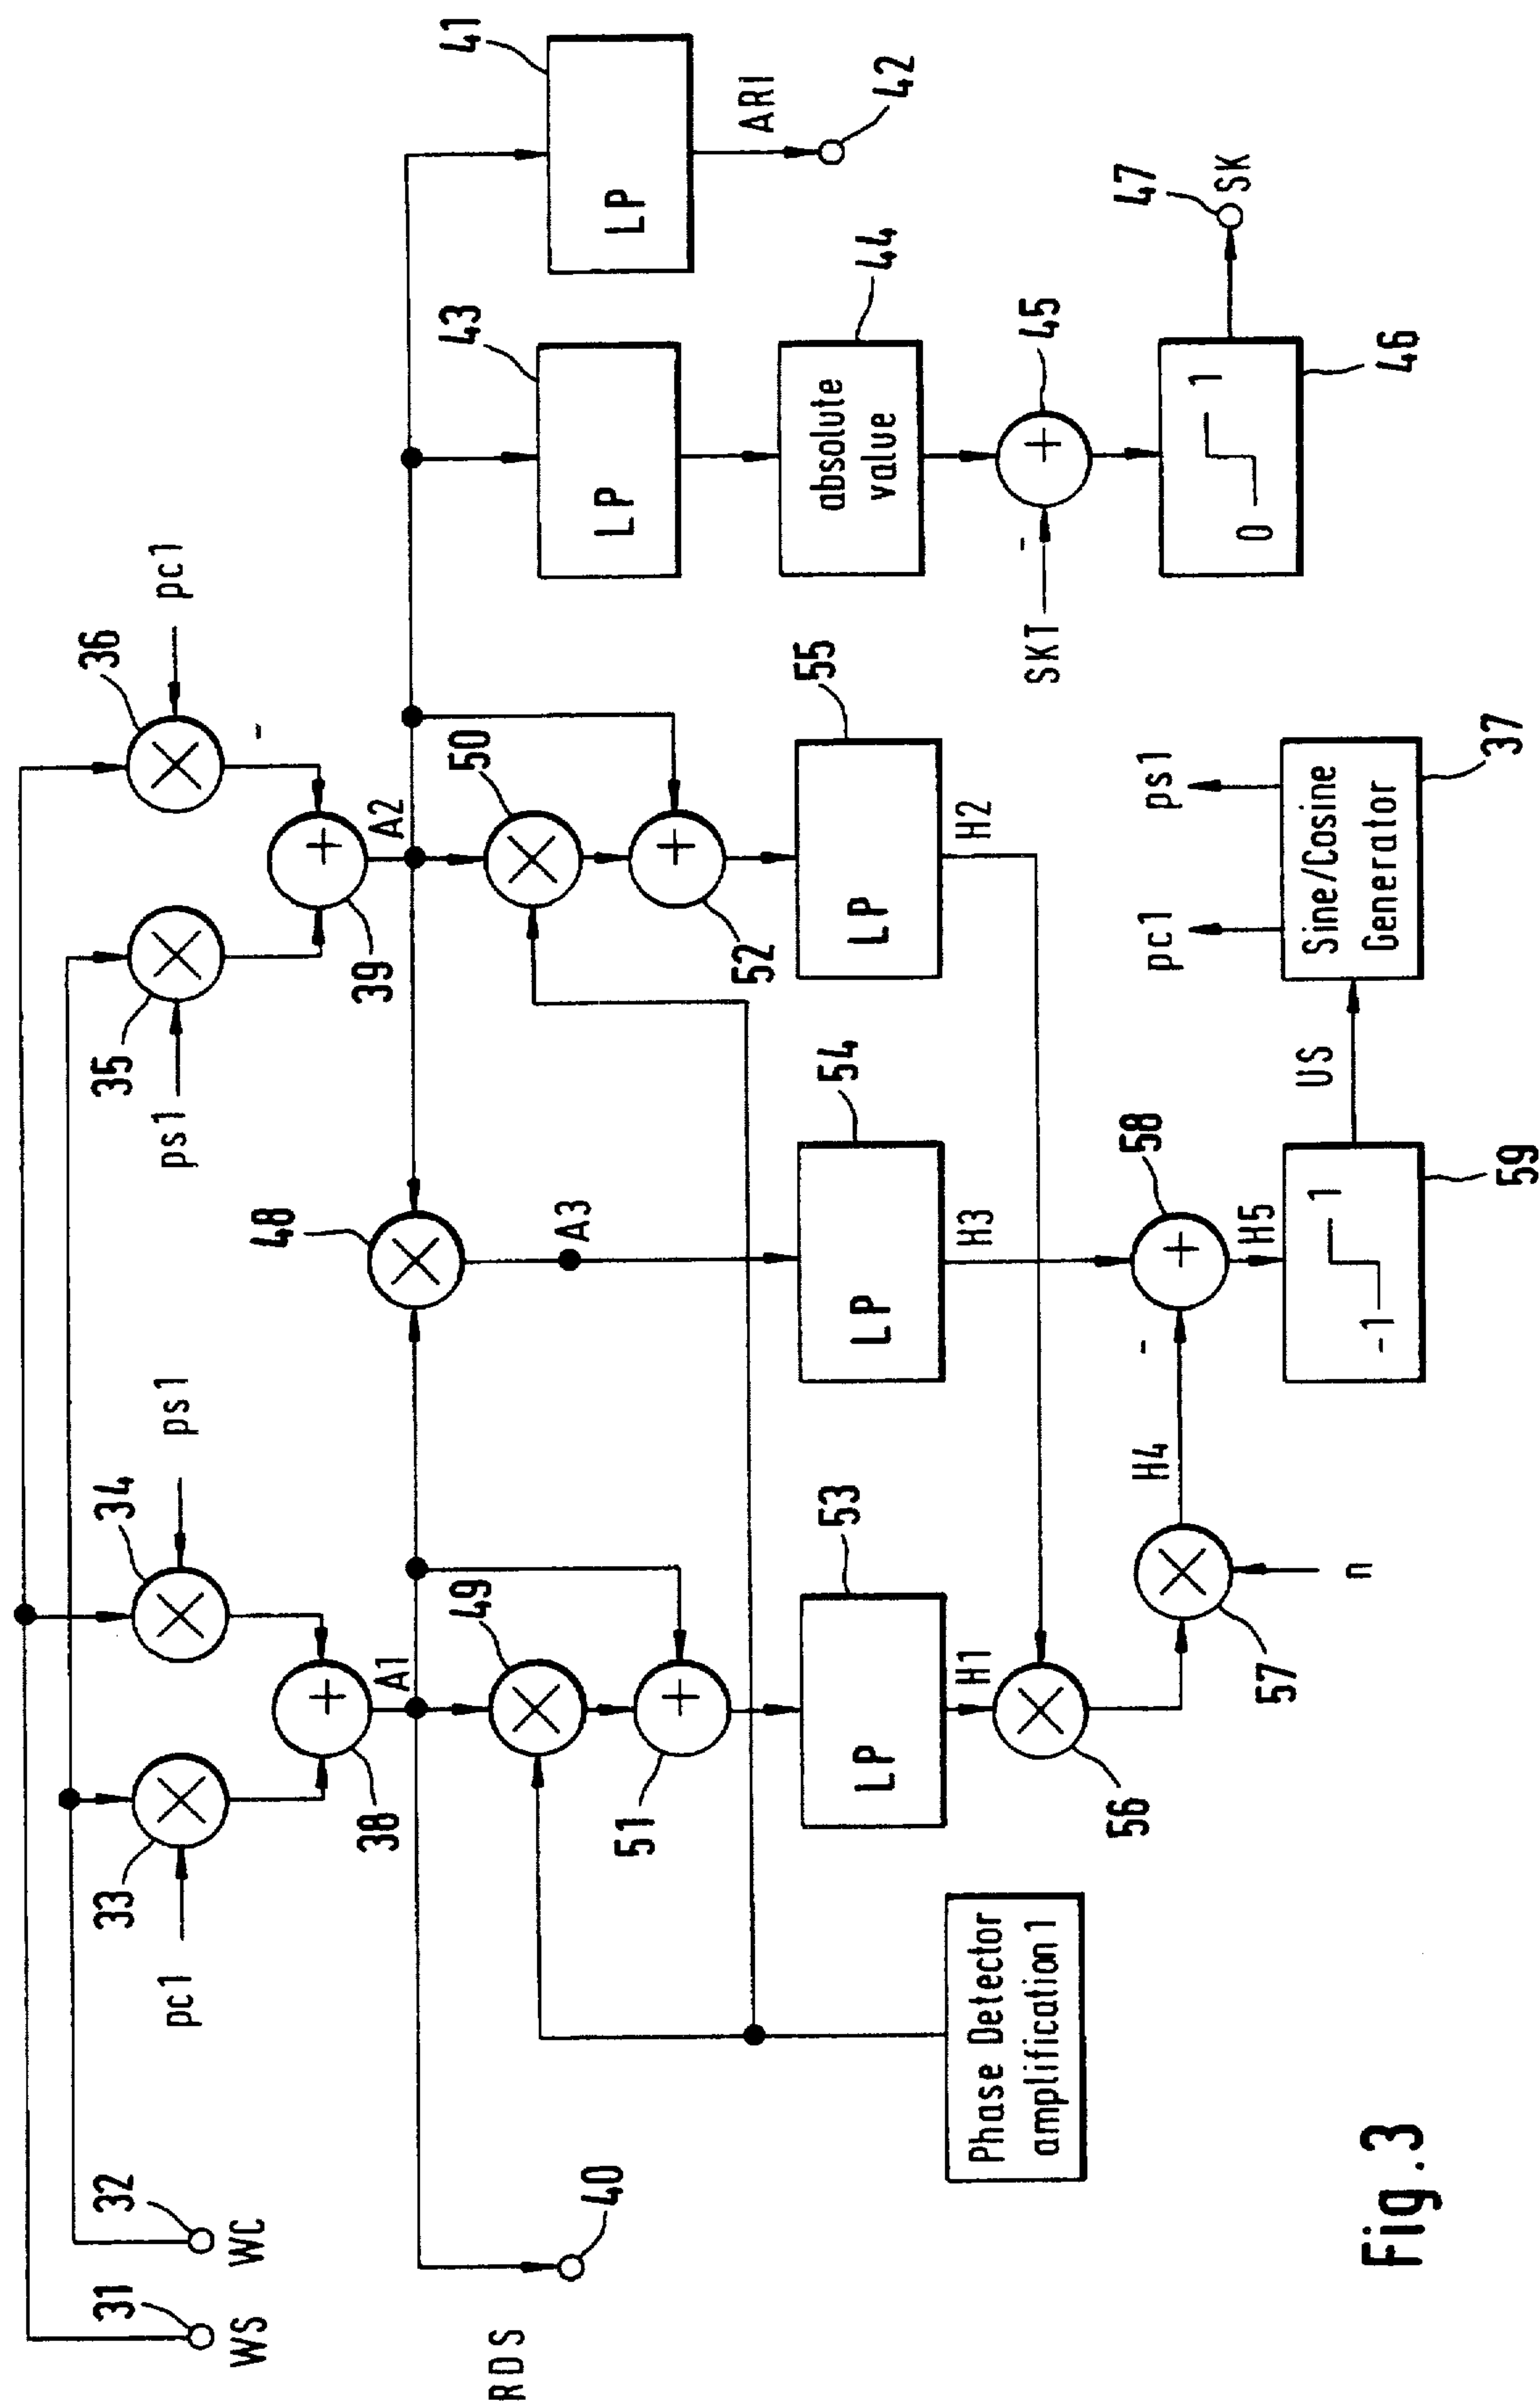 31
WS
32
WC
RDS
40
pc1
33
34
ps1
38
A1
ps1
35
36
pc1
-
39
A2
48
A3
49
51
50
52
41
LP
ARI
42
43
LP
44
absolute
value
45
+
-
SKT
0
1
46
47
SK
53
LP
H1
54
LP
H3
55
LP
H2
Phase Detector
amplification 1
56
57
n
H4
-
58
+
H5
-1
1
59
US
Sine/Cosine
Generator
37
pc1
ps1
Fig.3